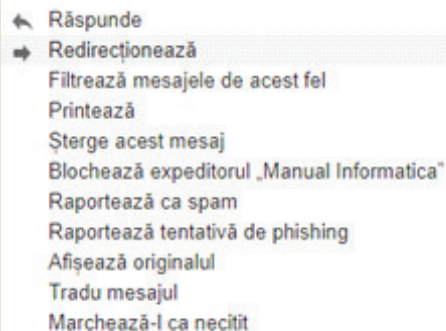 Răspunde
Redirecționează
Filtrează mesajele de acest fel
Printează
Șterge acest mesaj
Blochează expeditorul „Manual Informatica”
Raportează ca spam
Raportează tentativă de phishing
Afișează originalul
Tradu mesajul
Marchează-l ca necitit